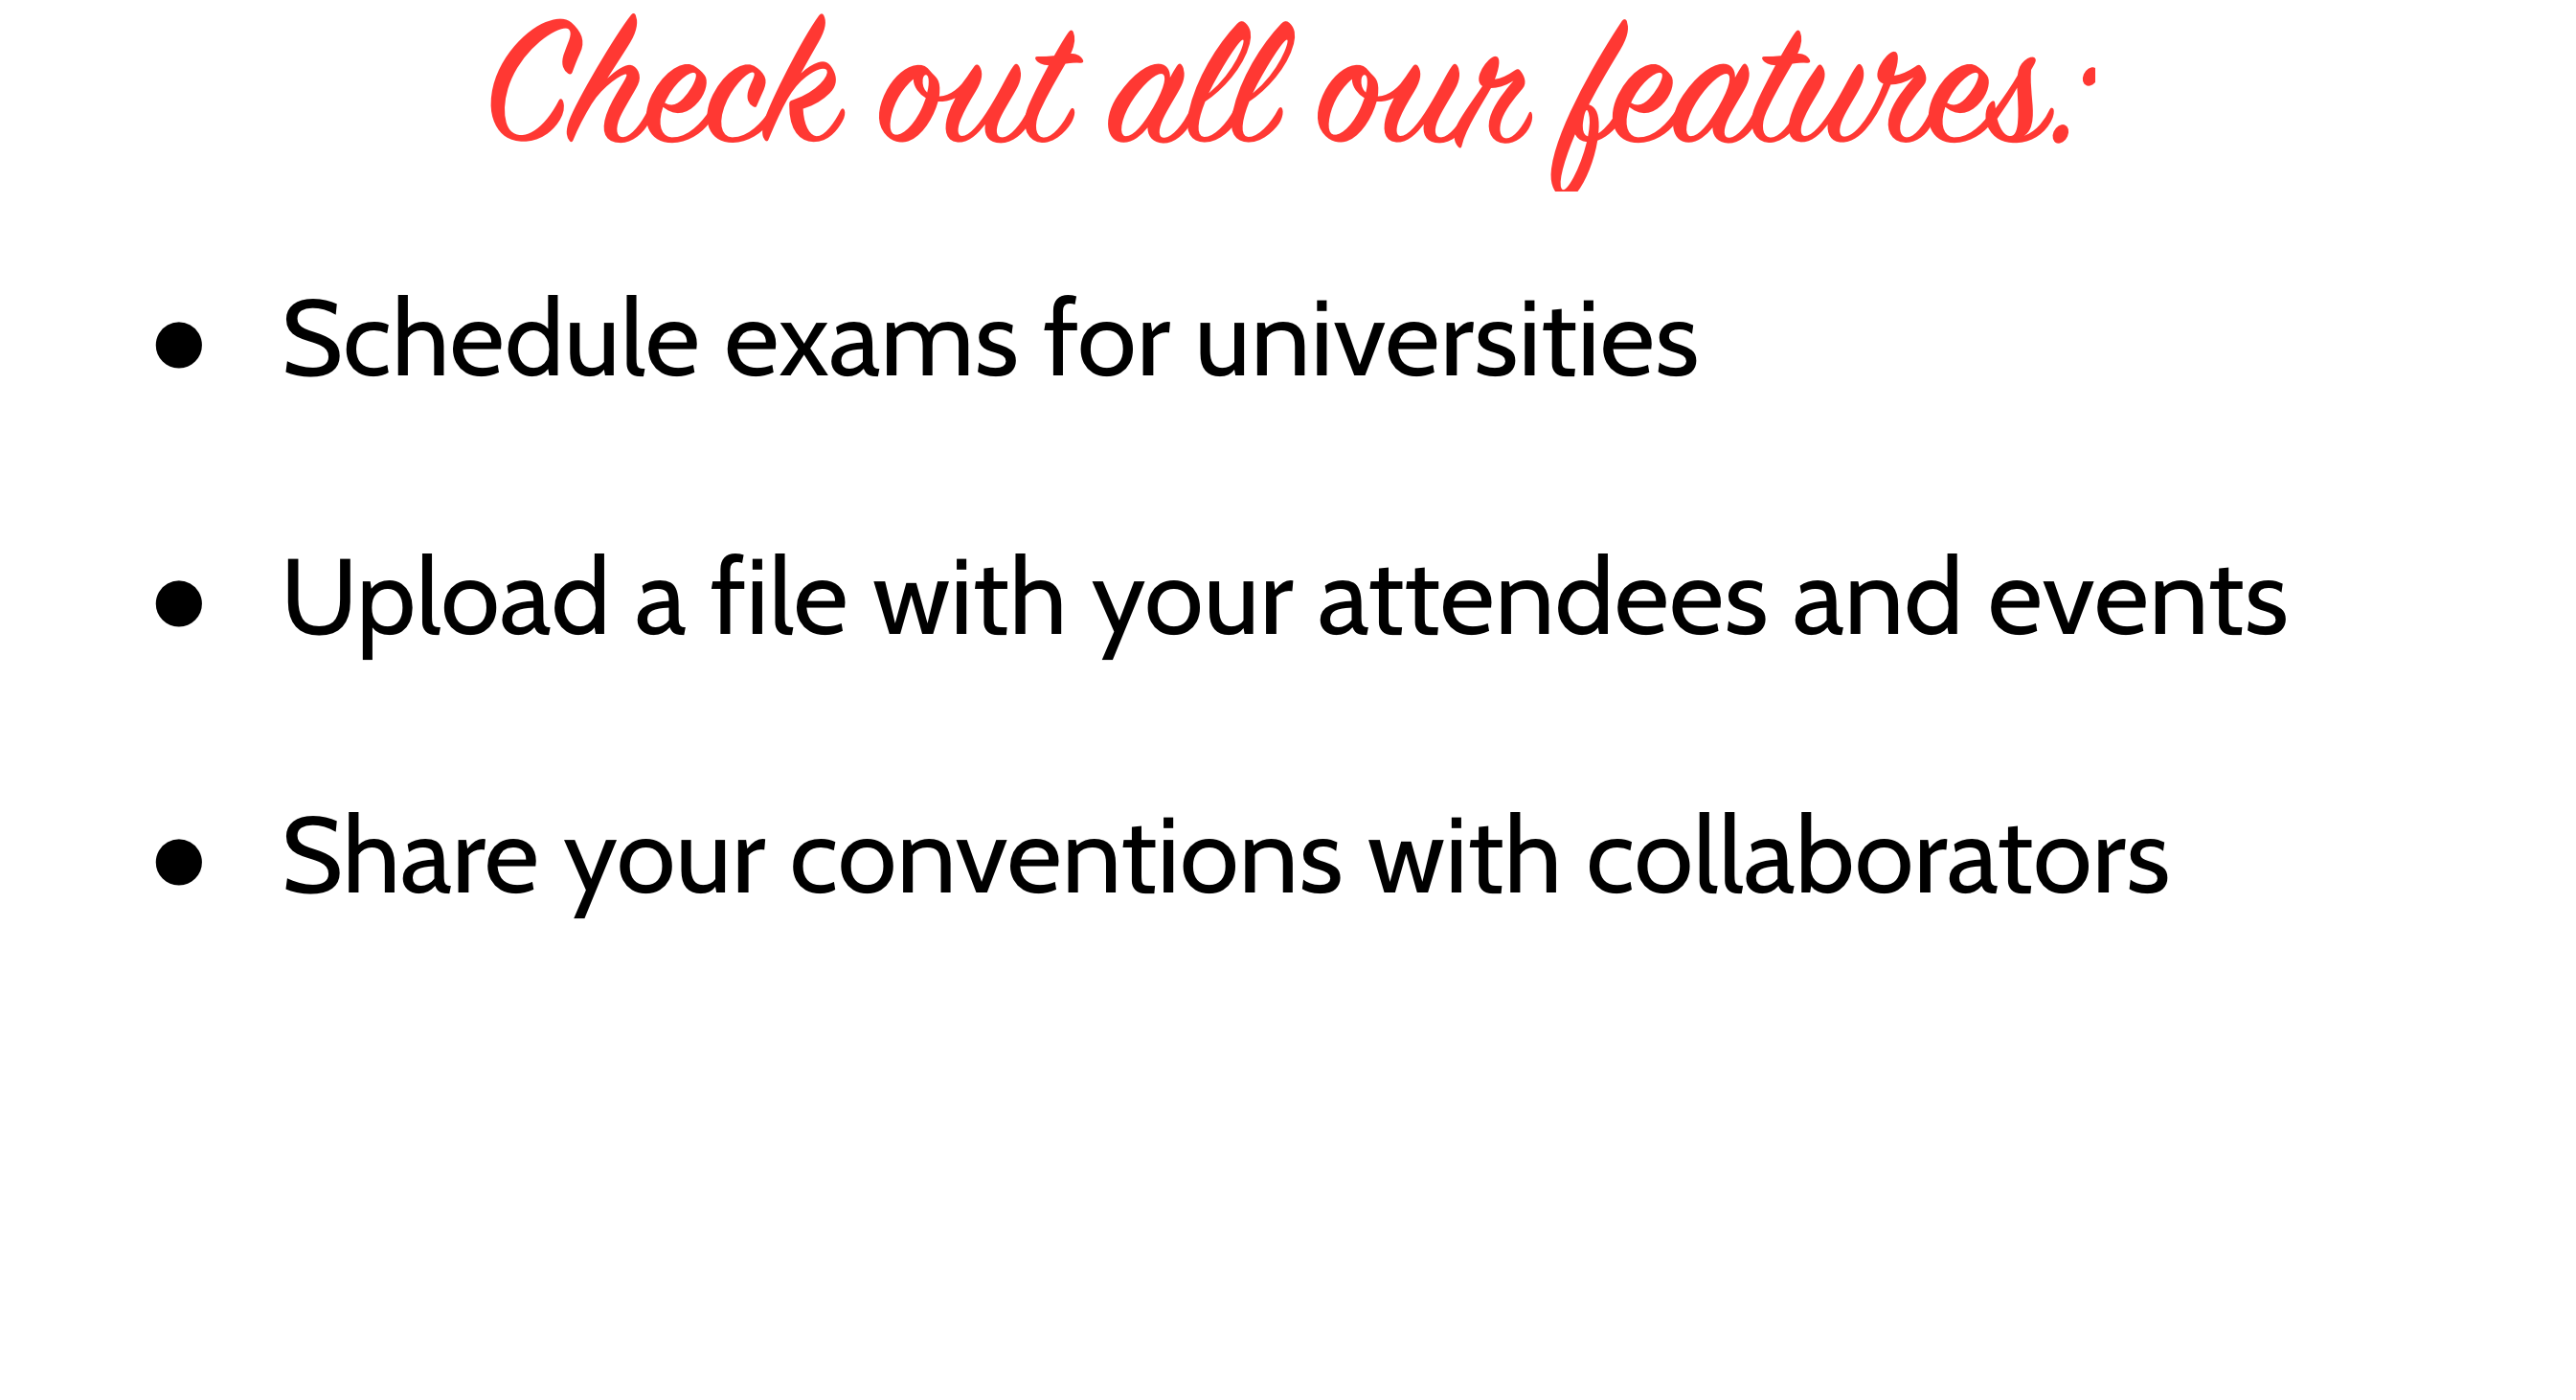 Check out all our features:
● Schedule exams for universities
● Upload a file with your attendees and events
● Share your conventions with collaborators